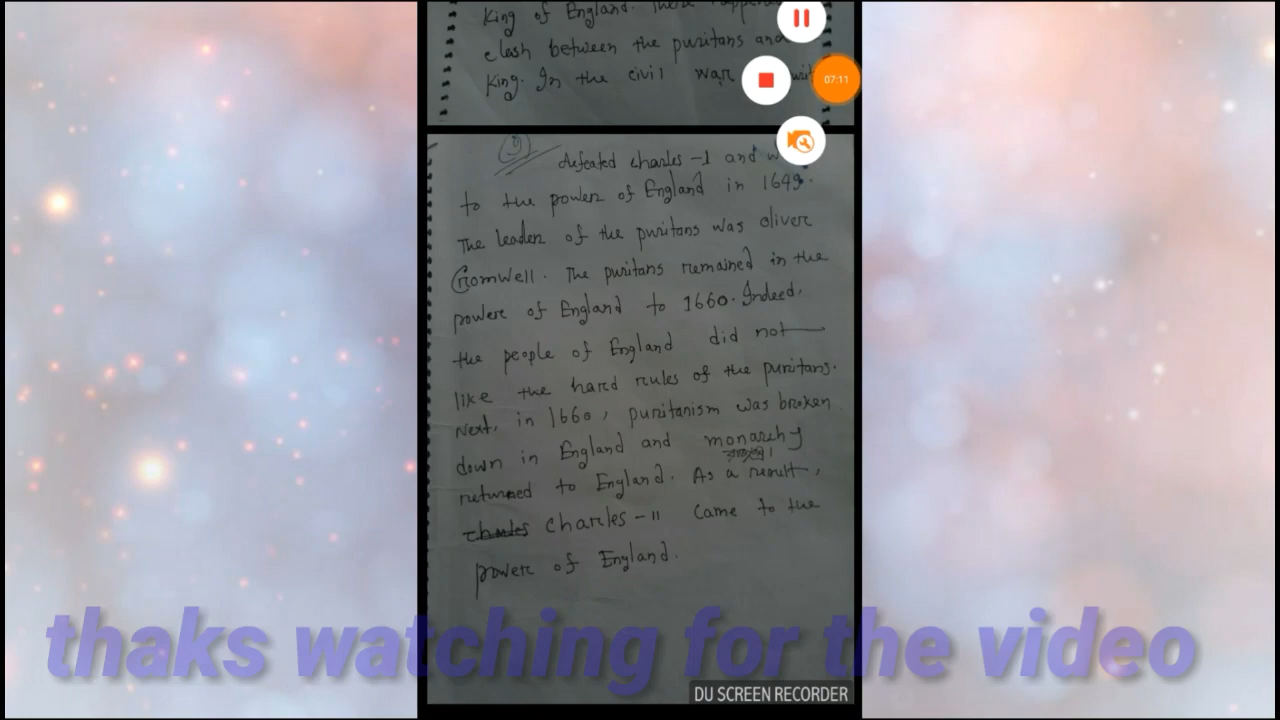 King of England. There
clash between the puritans and
King. In the civil war
07:11
9
defeated charles-I and
to the power of England in 1649.
The leader of the puritans was oliver
Cromwell. The puritans remained in the
power of England to 1660. Indeed,
the people of England did not
like the hard rules of the puritans.
Next, in 1660, puritanism was broken
down in England and monarchy
returned to England. As a result,
charles charles-II came to the
power of England.
thaks watching for the video
DU SCREEN RECORDER